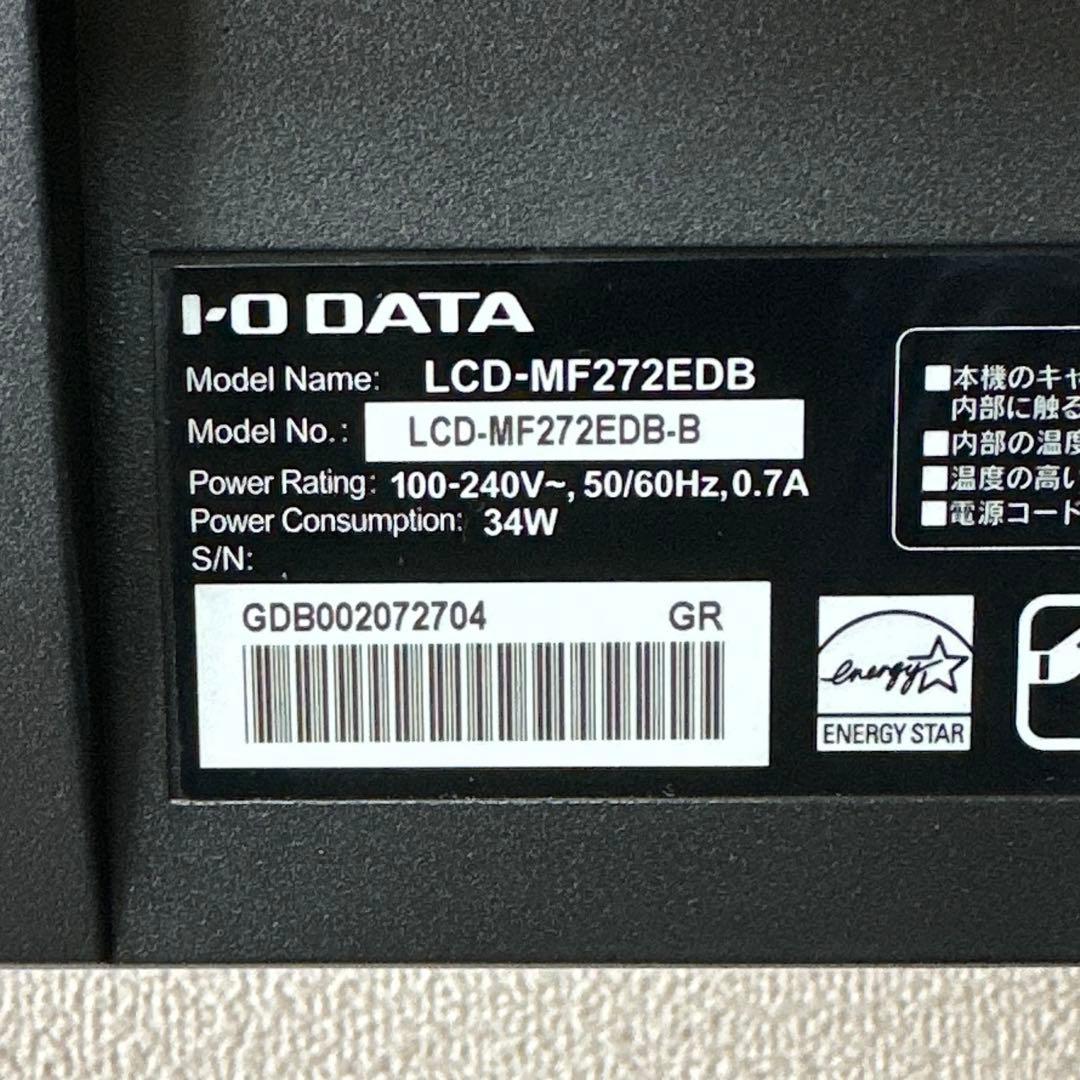 I-O DATA
Model Name: LCD-MF272EDB
Model No.: LCD-MF272EDB-B
Power Rating: 100-240V~, 50/60Hz, 0.7A
Power Consumption: 34W
S/N:
GDB002072704 GR
■本機のキャ
内部に触る
■内部の温度
■温度の高い
■電源コード
energy
ENERGY STAR